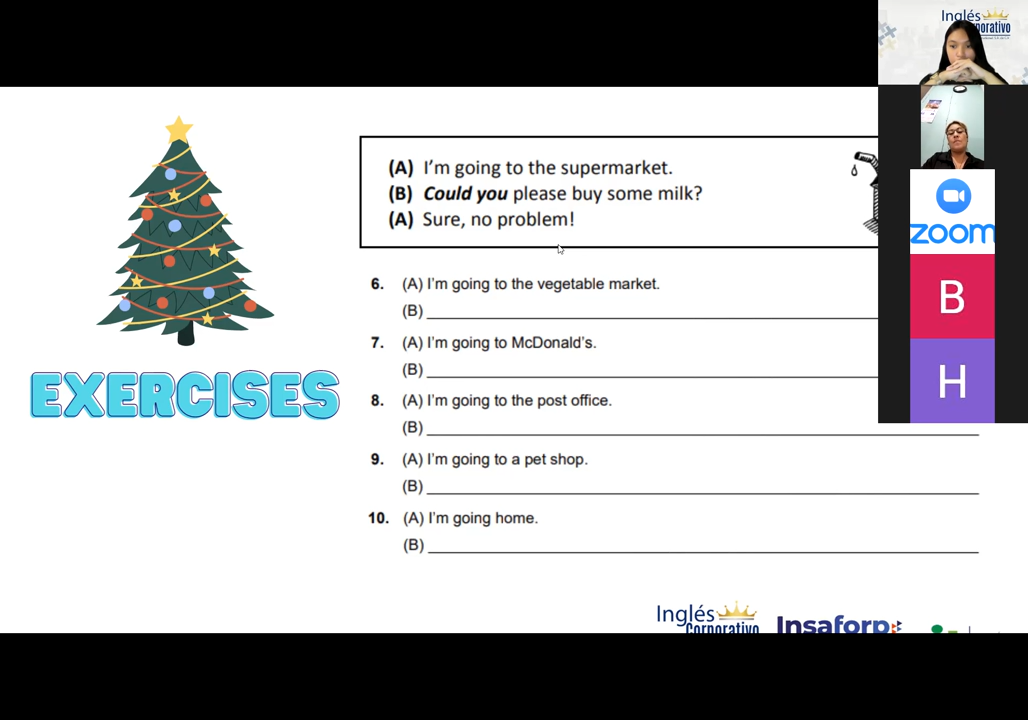 Inglés
(A) I'm going to the supermarket.
(B) Could you please buy some milk?
(A) Sure, no problem!
zoom
6. (A) I'm going to the vegetable market.
(B)
B
7. (A) I'm going to McDonald's.
(B)
H
EXERCISES
8. (A) I'm going to the post office.
(B)
9. (A) I'm going to a pet shop.
(B)
10. (A) I'm going home.
(B)
Inglés
Corporativo
Insaforp